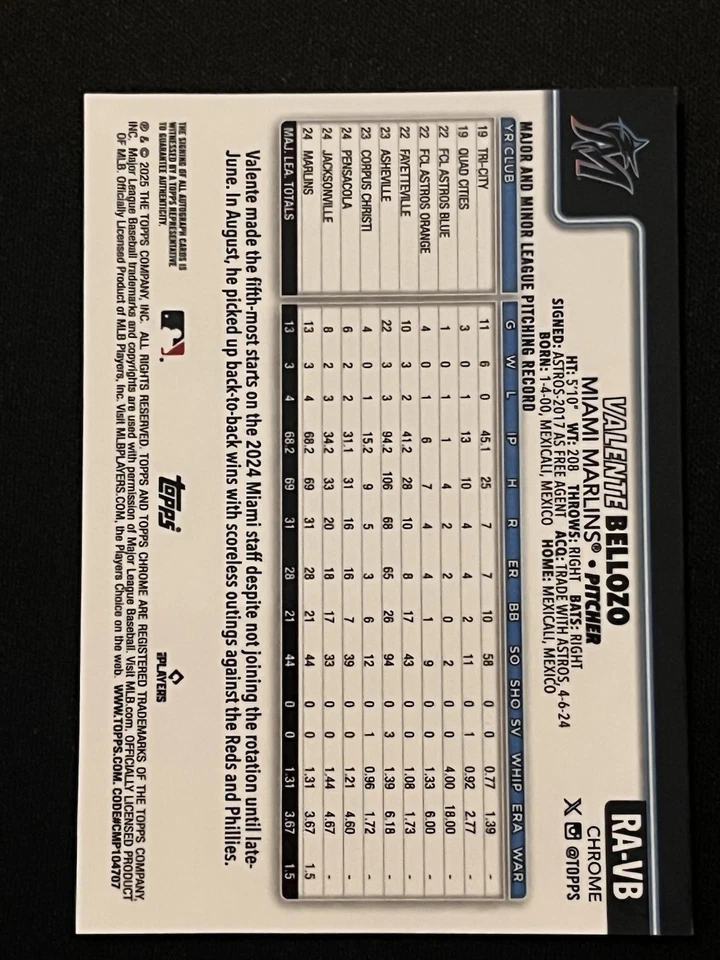 RA-VB
CHROME
@TOPPS
VALENTE BELLOZO
MIAMI MARLINS® • PITCHER
HT: 5'10" WT: 208 THROWS: RIGHT BATS: RIGHT
SIGNED: ASTROS-2017 AS FREE AGENT ACQ: TRADE WITH ASTROS, 4-6-24
BORN: 1-4-00, MEXICALI, MEXICO HOME: MEXICALI, MEXICO
MAJOR AND MINOR LEAGUE PITCHING RECORD
YR CLUB G W L IP H R ER BB SO SHO SV WHIP ERA WAR
19 TRI-CITY 11 6 0 45.1 25 7 7 10 58 0 0 0.77 1.39 -
19 QUAD CITIES 3 0 1 13 10 4 4 2 11 0 1 0.92 2.77 -
22 FCL ASTROS BLUE 1 0 1 1 4 2 2 0 2 0 0 4.00 18.00 -
22 FCL ASTROS ORANGE 4 0 1 6 7 4 4 1 9 0 0 1.33 6.00 -
22 FAYETTEVILLE 10 3 2 41.2 28 10 8 17 43 0 0 1.08 1.73 -
23 ASHEVILLE 22 3 3 94.2 106 68 65 26 94 0 3 1.39 6.18 -
23 CORPUS CHRISTI 4 0 1 15.2 9 5 3 6 12 0 1 0.96 1.72 -
24 PENSACOLA 6 2 2 31.1 31 16 16 7 39 0 0 1.21 4.60 -
24 JACKSONVILLE 8 2 3 34.2 33 20 18 17 33 0 0 1.44 4.67 -
24 MARLINS 13 3 4 68.2 69 31 28 21 44 0 0 1.31 3.67 1.5
MAJ. LEA. TOTALS 13 3 4 68.2 69 31 28 21 44 0 0 1.31 3.67 1.5
Valente made the fifth-most starts on the 2024 Miami staff despite not joining the rotation until late-
June. In August, he picked up back-to-back wins with scoreless outings against the Reds and Phillies.
THE SIGNING OF ALL AUTOGRAPH CARDS IS
WITNESSED BY A TOPPS REPRESENTATIVE
TO GUARANTEE AUTHENTICITY.
topps
PLAYERS
® & © 2025 THE TOPPS COMPANY, INC. ALL RIGHTS RESERVED. TOPPS AND TOPPS CHROME ARE REGISTERED TRADEMARKS OF THE TOPPS COMPANY,
INC. Major League Baseball trademarks and copyrights are used with permission of Major League Baseball. Visit MLB.com. OFFICIALLY LICENSED PRODUCT
OF MLB. Officially Licensed Product of MLB Players, Inc. Visit MLBPLAYERS.COM, the Players Choice on the web. WWW.TOPPS.COM. CODE#CMP104707